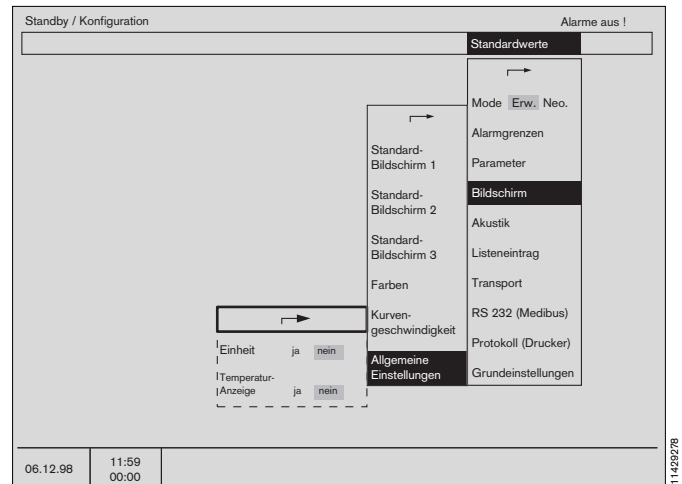 Standby / Konfiguration
Alarme aus !
Standardwerte
Mode Erw. Neo.
Alarmgrenzen
Parameter
Bildschirm
Akustik
Listeneintrag
Transport
RS 232 (Medibus)
Protokoll (Drucker)
Grundeinstellungen
Standard-
Bildschirm 1
Standard-
Bildschirm 2
Standard-
Bildschirm 3
Farben
Kurven-
geschwindigkeit
Allgemeine
Einstellungen
Einheit ja nein
Temperatur-
Anzeige ja nein
06.12.98
11:59
00:00
11429278